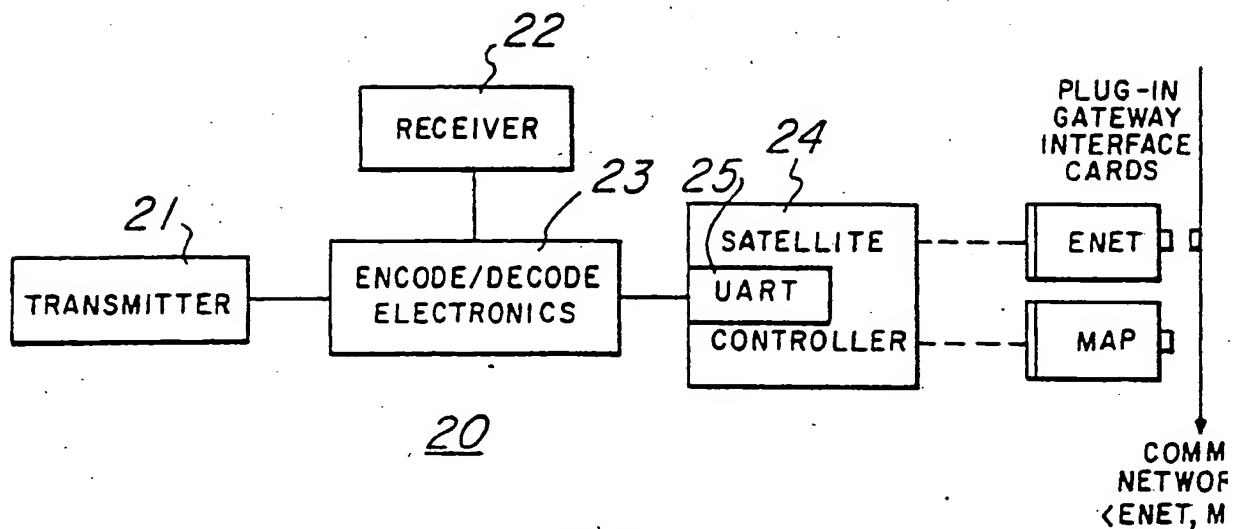 22
RECEIVER
PLUG-IN
GATEWAY
INTERFACE
CARDS
24
25
23
21
TRANSMITTER
ENCODE/DECODE
ELECTRONICS
SATELLITE
UART
CONTROLLER
ENET
MAP
20
COMM
<ENET,